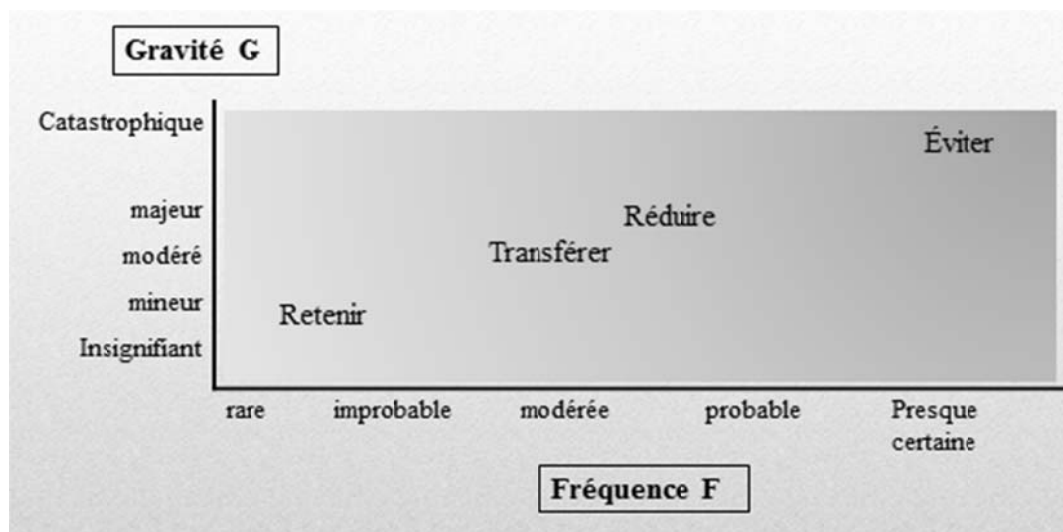 Gravité G
Catastrophique
Éviter
majeur
Réduire
modéré
Transférer
mineur
Retenir
Insignifiant
rare improbable modérée probable Presque
certaine
Fréquence F